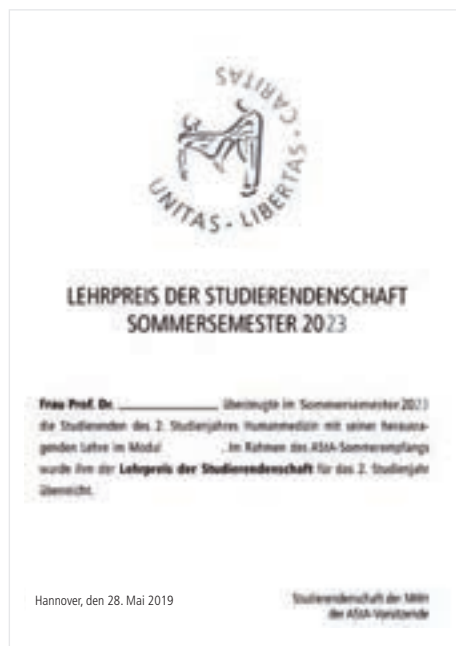 UNITAS - LIBERTAS - CARITAS
LEHRPREIS DER STUDIERENDENSCHAFT
SOMMERSEMESTER 2023
Frau Prof. Dr. ____________ überzeugte im Sommersemester 2023
die Studierenden des 2. Studienjahres Humanmedizin mit seiner herausra-
genden Lehre im Modul . Im Rahmen des AStA-Sommerempfangs
wurde ihm der Lehrpreis der Studierendenschaft für das 2. Studienjahr
überreicht.
Hannover, den 28. Mai 2019
Studierendenschaft der MHH
der AStA-Vorsitzende